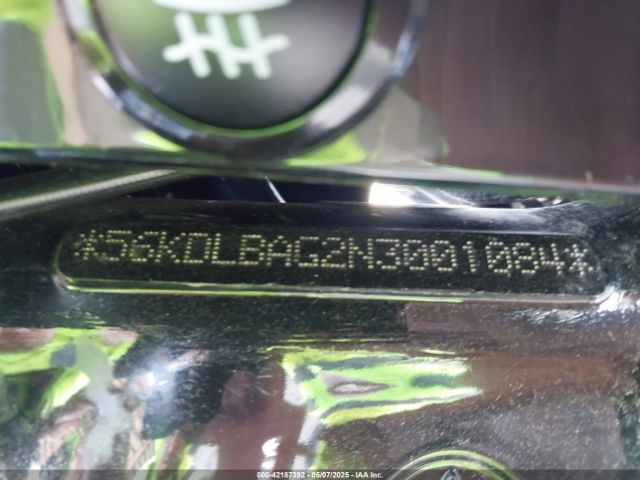 *56KDLBAG2N3001084*
000-42187392 - 05/07/2025 - IAA Inc.